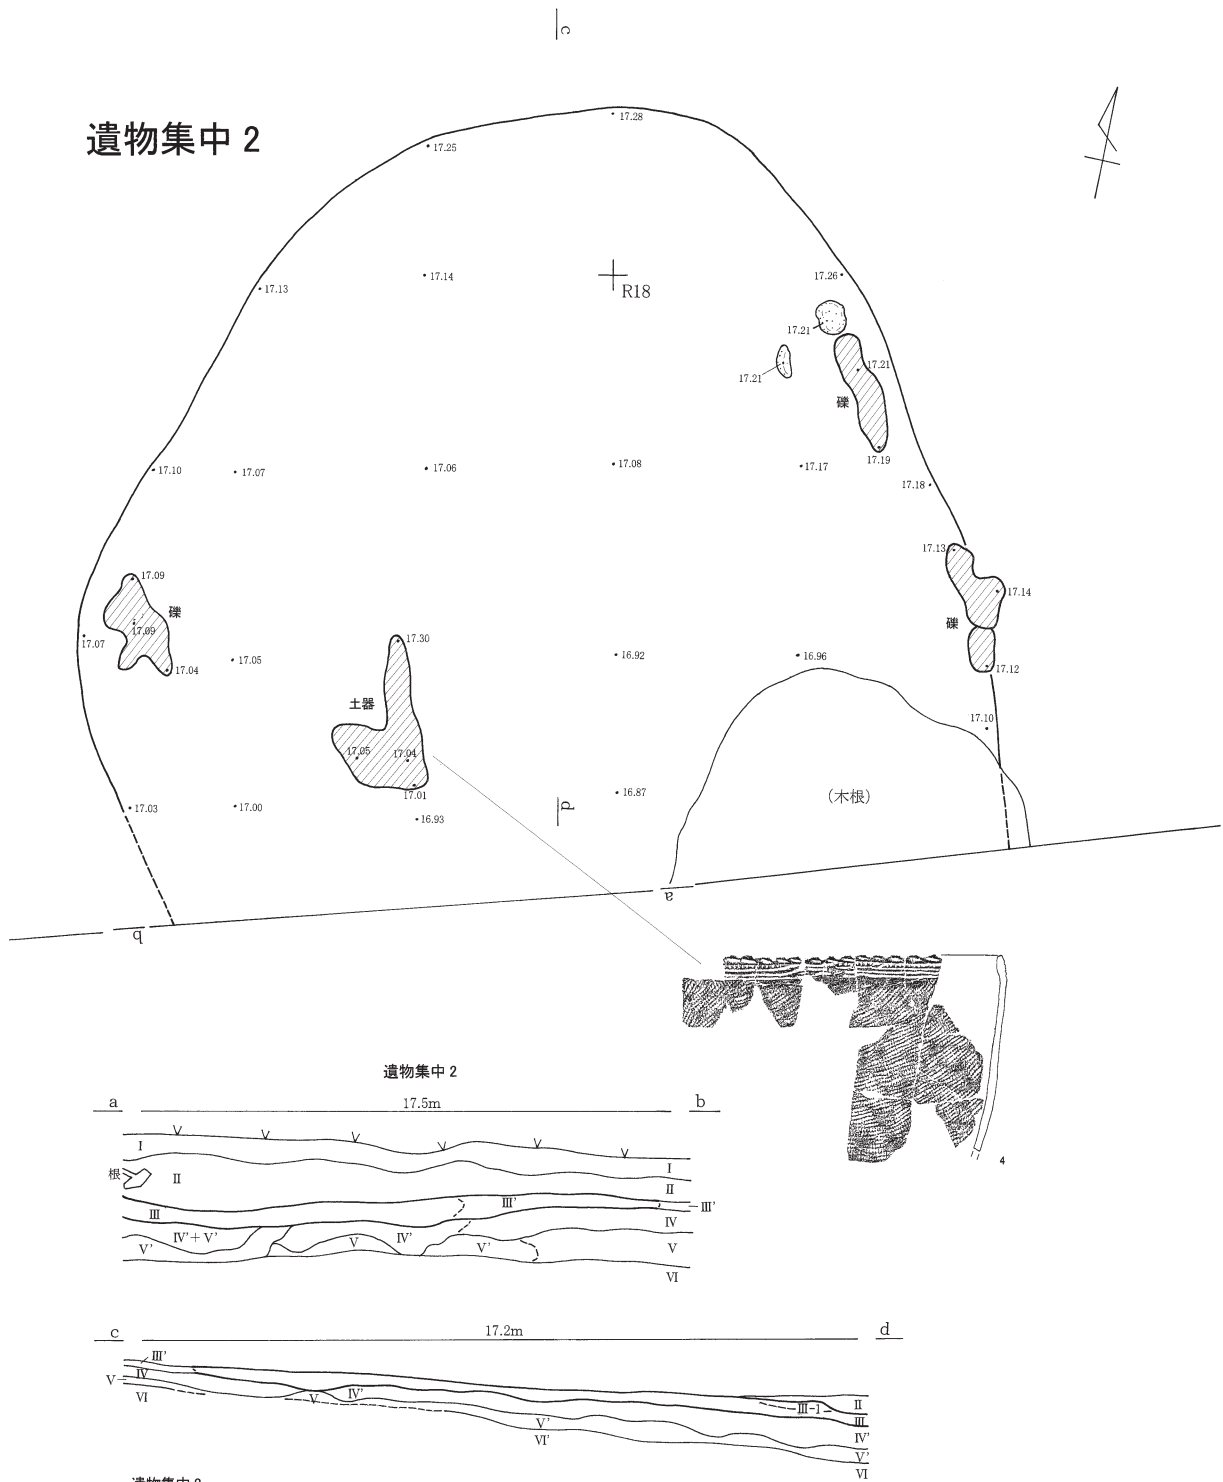 c
遺物集中 2
17.28
17.25
17.14
17.13
R18
17.26
17.21
17.21
17.21
礫
17.19
17.10
17.07
17.06
17.08
17.17
17.18
17.13
17.14
礫
17.12
17.09
礫
17.09
17.07
17.04
17.05
17.30
土器
17.05
17.04
17.01
16.92
16.96
17.10
17.03
17.00
16.93
16.87
d
(木根)
a
b
4
遺物集中 2
a 17.5m b
I
根 II
I
II
III III' III'
IV'+V' IV' IV
V' V V' V
VI
c 17.2m d
III'
IV
V
VI
V IV'
II
III-1 III
V' IV'
VI' V'
VI